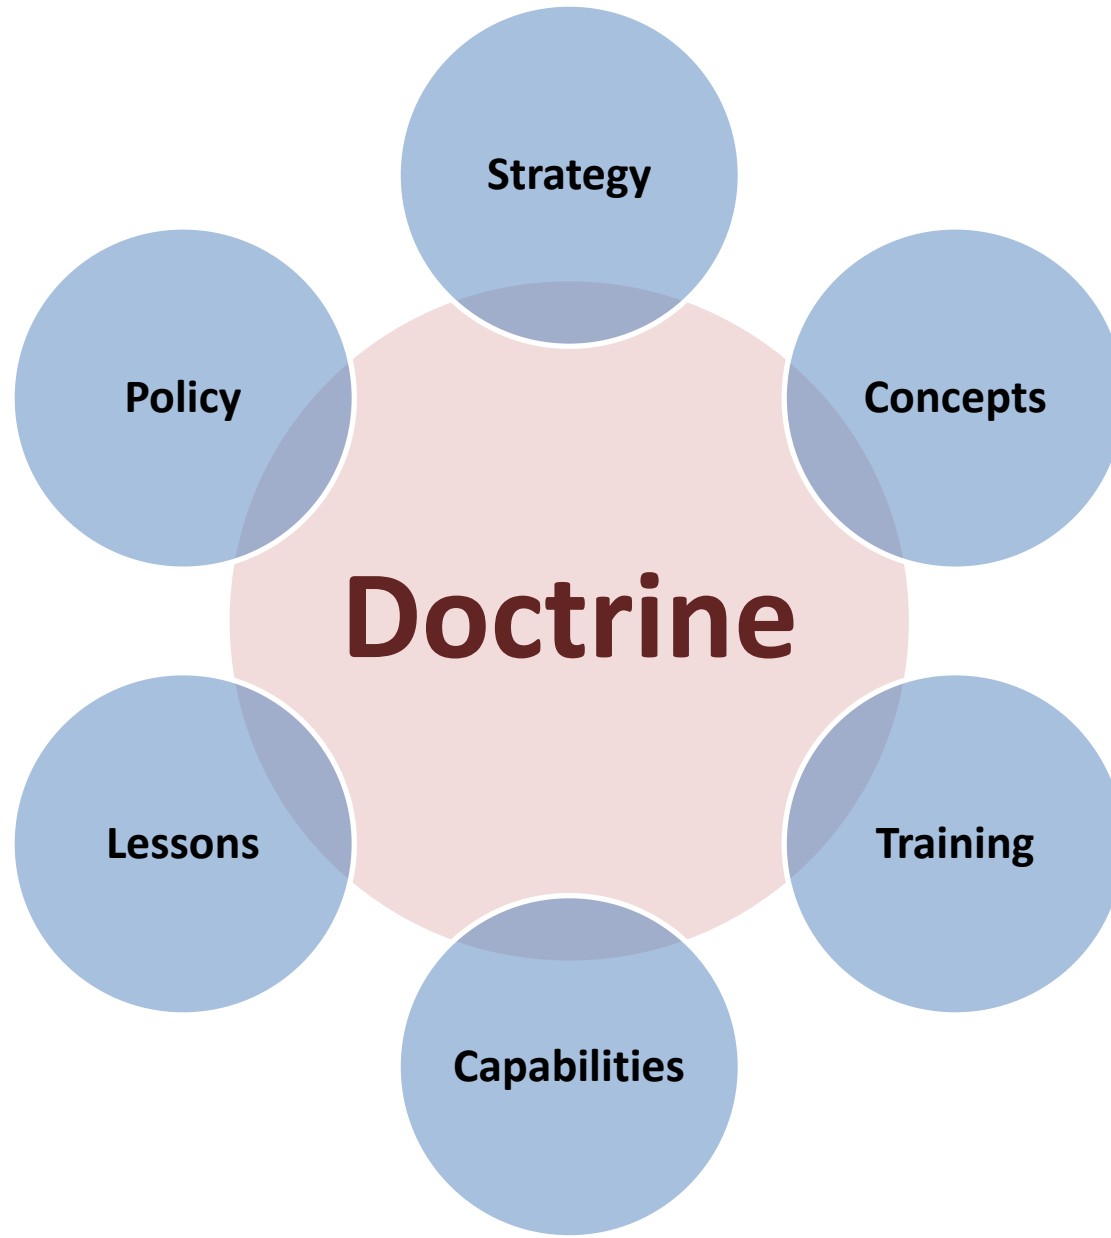 Strategy
Policy
Concepts
Doctrine
Lessons
Training
Capabilities